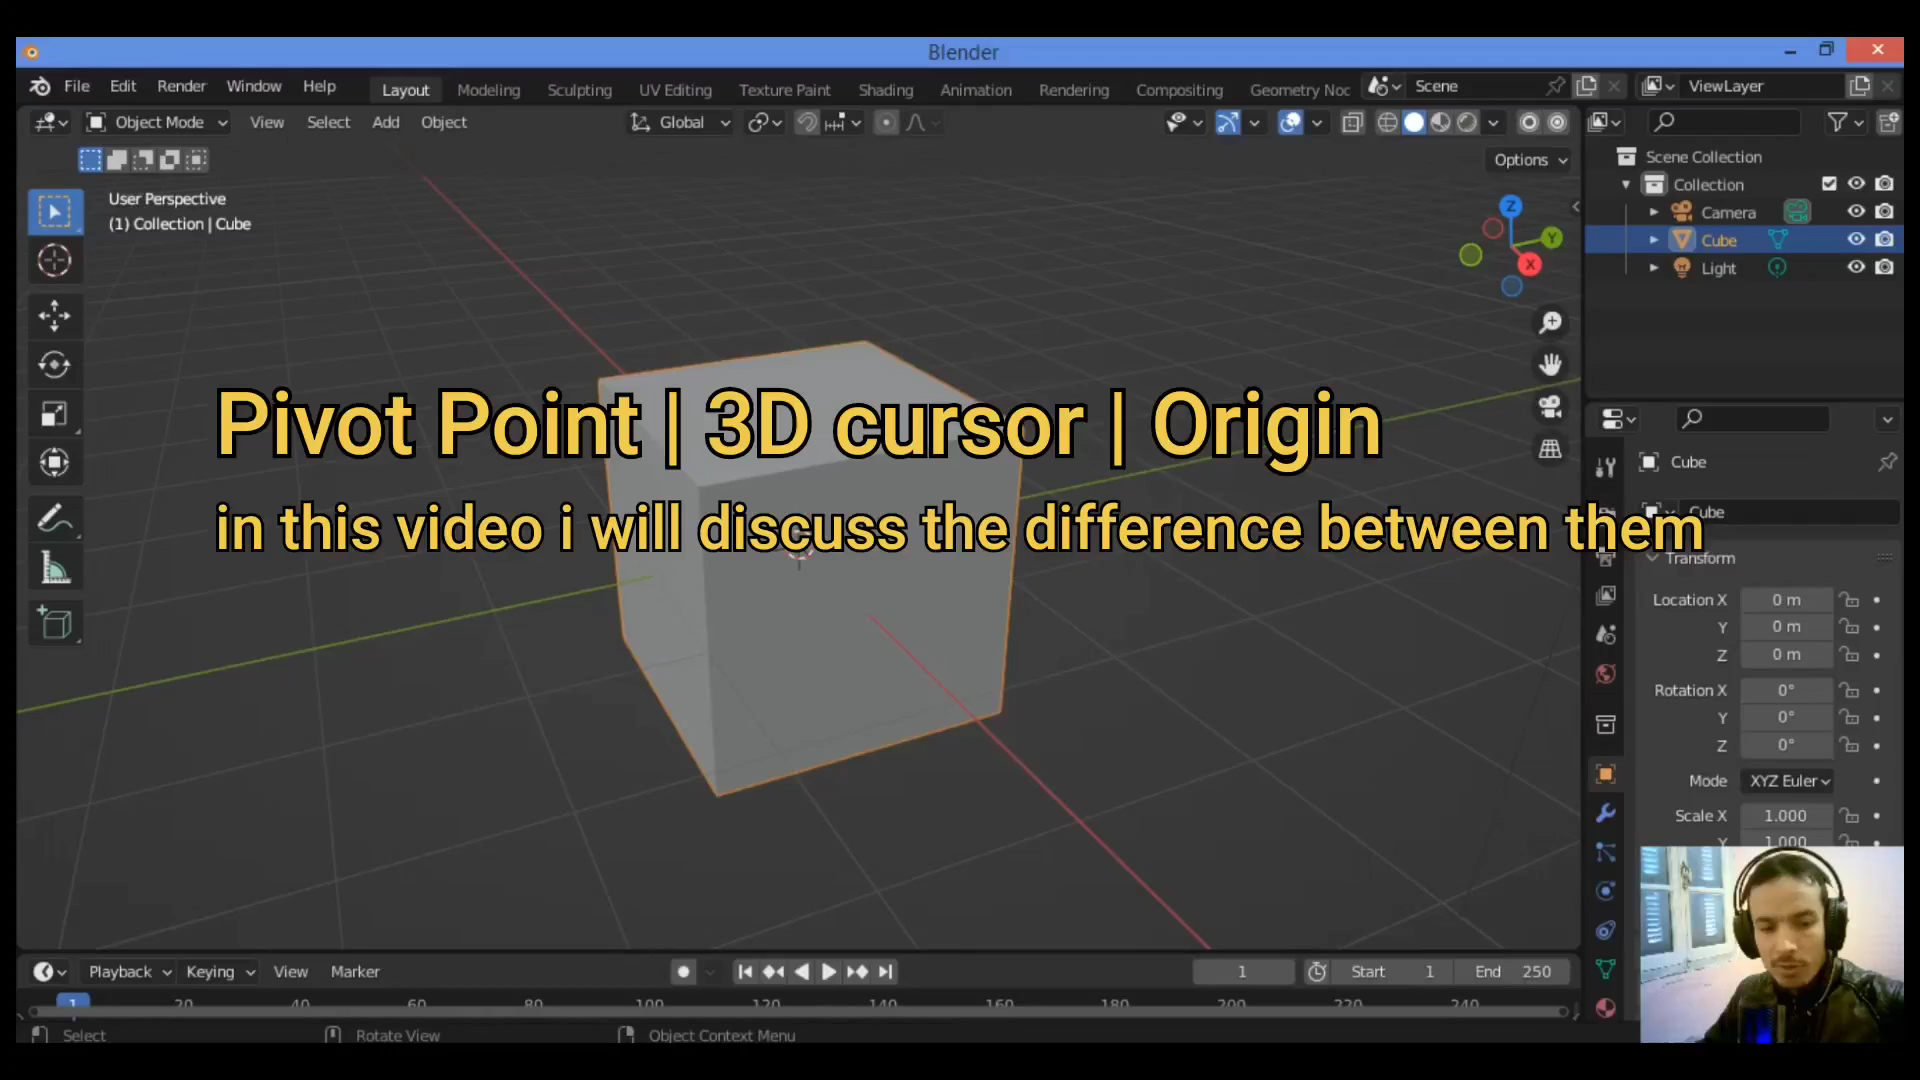 Blender
File Edit Render Window Help Layout Modeling Sculpting UV Editing Texture Paint Shading Animation Rendering Compositing Geometry Noc Scene ViewLayer
Object Mode View Select Add Object Global
Options
User Perspective
(1) Collection | Cube
Z
Y
X
Scene Collection
Collection
Camera
Cube
Light
Pivot Point | 3D cursor | Origin
in this video i will discuss the difference between them
Cube
Cube
Transform
Location X 0 m
Y 0 m
Z 0 m
Rotation X 0°
Y 0°
Z 0°
Mode XYZ Euler
Scale X 1.000
Y 1.000
Playback Keying View Marker 1 Start 1 End 250
1 20 40 60 80 100 120 140 160 180 200 220 240
Select Rotate View Object Context Menu